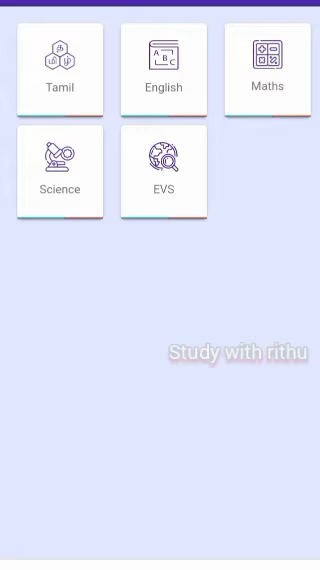 த
மி ழ்
Tamil
A
B
C
English
Maths
Science
EVS
Study with rithu